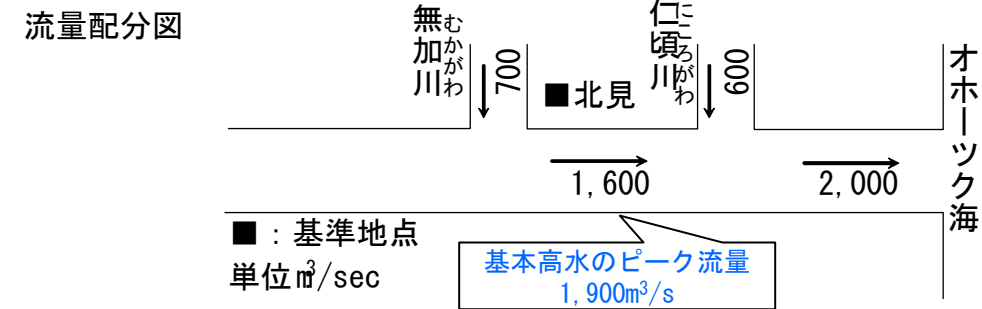 流量配分図
無加川
むかがわ
700
■北見
仁頃川
にころがわ
600
オホーツク海
1,600
2,000
■：基準地点
単位㎥/sec
基本高水のピーク流量
1,900m³/s